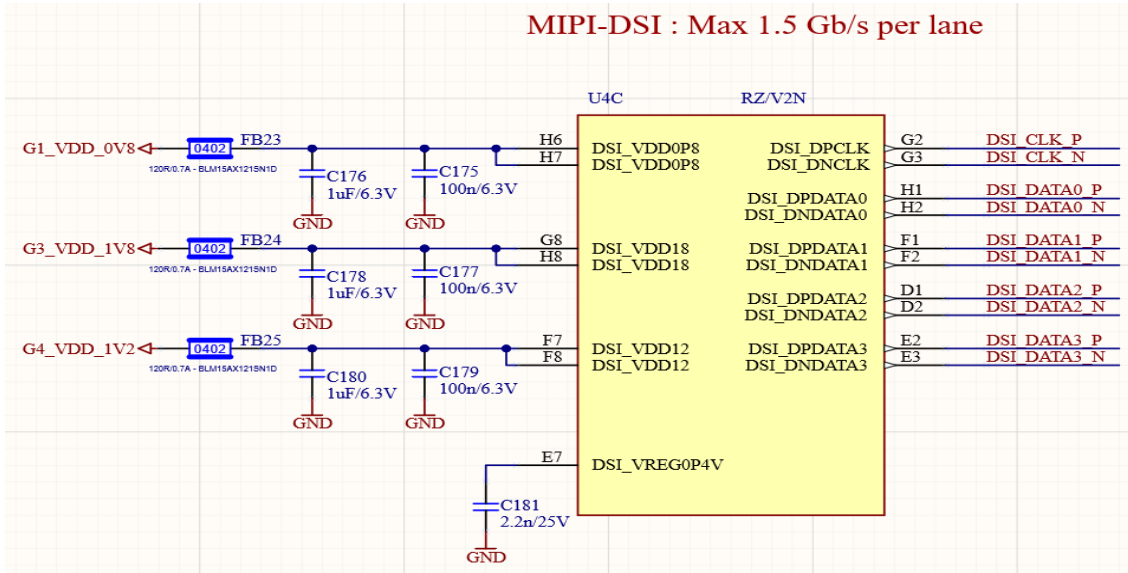 MIPI-DSI : Max 1.5 Gb/s per lane
U4C RZ/V2N
G1_VDD_0V8 0402 FB23 H6 DSI_VDD0P8 DSI_DPCLK G2 DSI_CLK_P
120R/0.7A - BLM15AX121SN1D H7 DSI_VDD0P8 DSI_DNCLK G3 DSI_CLK_N
C176 C175
1uF/6.3V 100n/6.3V
DSI_DPDATA0 H1 DSI_DATA0_P
DSI_DNDATA0 H2 DSI_DATA0_N
GND GND
G3_VDD_1V8 0402 FB24 G8 DSI_VDD18 DSI_DPDATA1 F1 DSI_DATA1_P
120R/0.7A - BLM15AX121SN1D H8 DSI_VDD18 DSI_DNDATA1 F2 DSI_DATA1_N
C178 C177
1uF/6.3V 100n/6.3V
DSI_DPDATA2 D1 DSI_DATA2_P
DSI_DNDATA2 D2 DSI_DATA2_N
GND GND
G4_VDD_1V2 0402 FB25 F7 DSI_VDD12 DSI_DPDATA3 E2 DSI_DATA3_P
120R/0.7A - BLM15AX121SN1D F8 DSI_VDD12 DSI_DNDATA3 E3 DSI_DATA3_N
C180 C179
1uF/6.3V 100n/6.3V
GND GND
E7 DSI_VREG0P4V
C181
2.2n/25V
GND